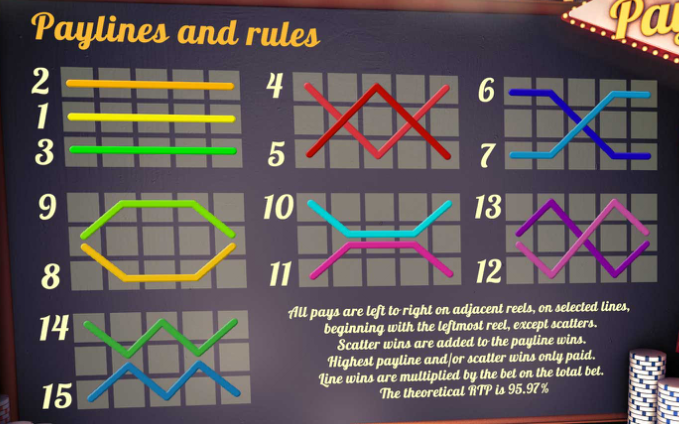 Paylines and rules
Pay
2
1
3
4
5
6
7
9
8
10
11
13
12
14
15
All pays are left to right on adjacent reels, on selected lines,
beginning with the leftmost reel, except scatters.
Scatter wins are added to the payline wins.
Highest payline and/or scatter wins only paid.
Line wins are multiplied by the bet on the total bet.
The theoretical RTP is 95.97%